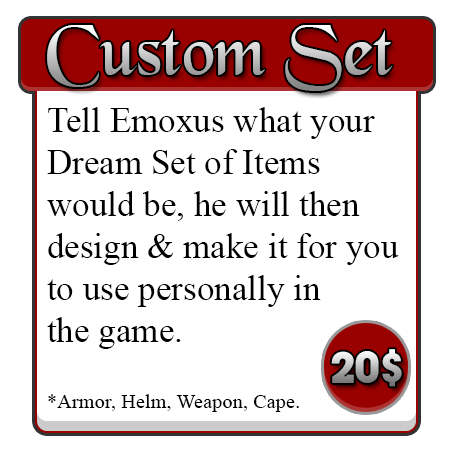 Custom Set
Tell Emoxus what your
Dream Set of Items
would be, he will then
design & make it for you
to use personally in
the game.
20$
*Armor, Helm, Weapon, Cape.